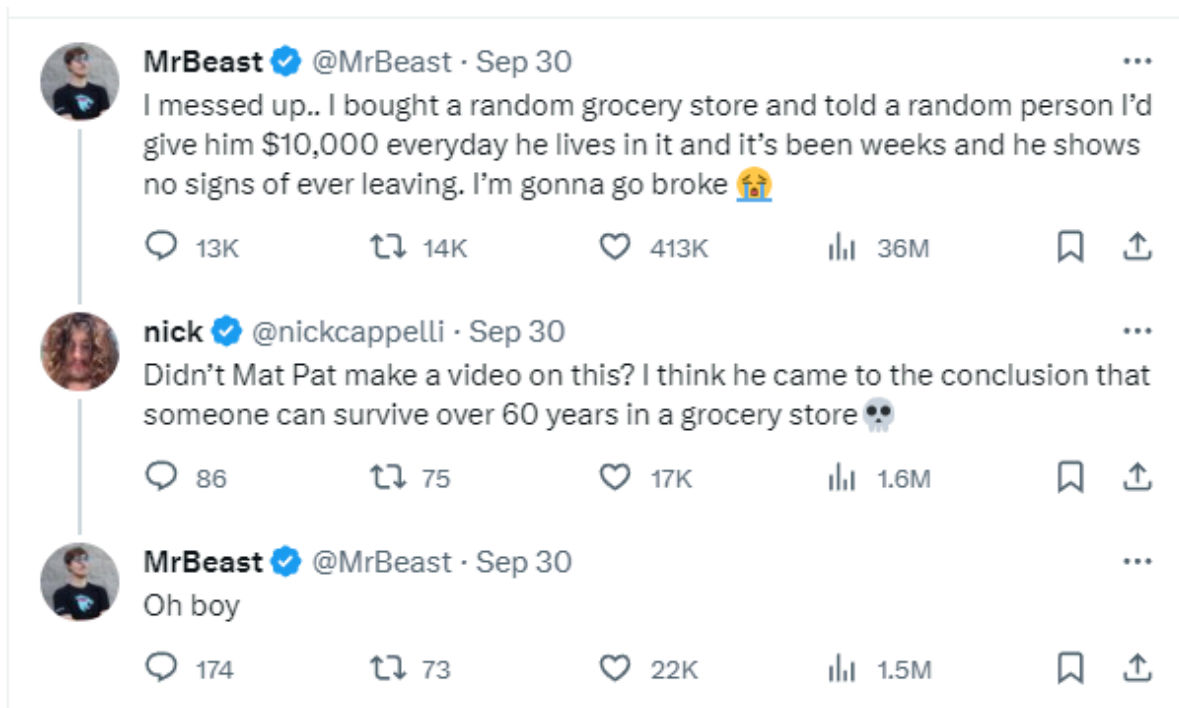 MrBeast @MrBeast · Sep 30
I messed up.. I bought a random grocery store and told a random person I’d
give him $10,000 everyday he lives in it and it’s been weeks and he shows
no signs of ever leaving. I’m gonna go broke 😭
13K 14K 413K 36M
nick @nickcappelli · Sep 30
Didn’t Mat Pat make a video on this? I think he came to the conclusion that
someone can survive over 60 years in a grocery store💀
86 75 17K 1.6M
MrBeast @MrBeast · Sep 30
Oh boy
174 73 22K 1.5M